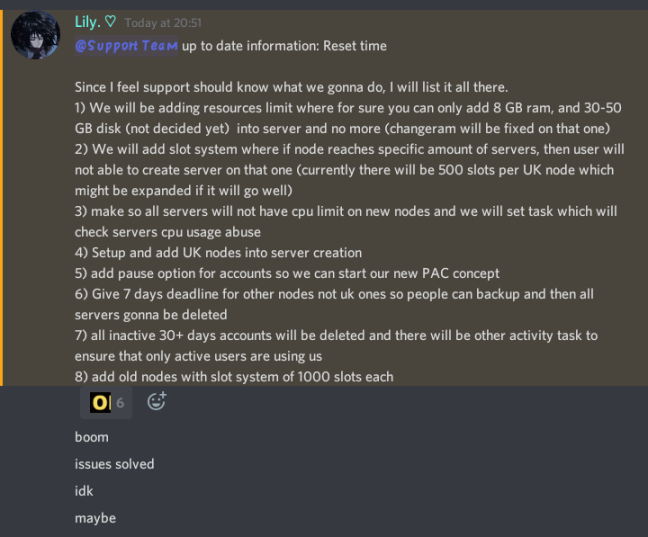 Lily. ♡ Today at 20:51
@Support Team up to date information: Reset time
Since I feel support should know what we gonna do, I will list it all there.
1) We will be adding resources limit where for sure you can only add 8 GB ram, and 30-50
GB disk (not decided yet)  into server and no more (changeram will be fixed on that one)
2) We will add slot system where if node reaches specific amount of servers, then user will
not able to create server on that one (currently there will be 500 slots per UK node which
might be expanded if it will go well)
3) make so all servers will not have cpu limit on new nodes and we will set task which will
check servers cpu usage abuse
4) Setup and add UK nodes into server creation
5) add pause option for accounts so we can start our new PAC concept
6) Give 7 days deadline for other nodes not uk ones so people can backup and then all
servers gonna be deleted
7) all inactive 30+ days accounts will be deleted and there will be other activity task to
ensure that only active users are using us
8) add old nodes with slot system of 1000 slots each
6
boom
issues solved
idk
maybe